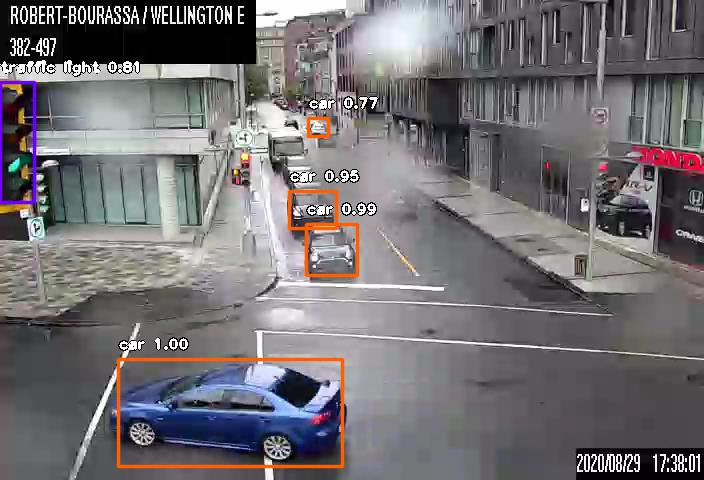 ROBERT-BOURASSA / WELLINGTON E
382-497
traffic light 0.81
car 0.77
car 0.95
car 0.99
HONDA
HONDA
car 1.00
2020/08/29 17:38:01